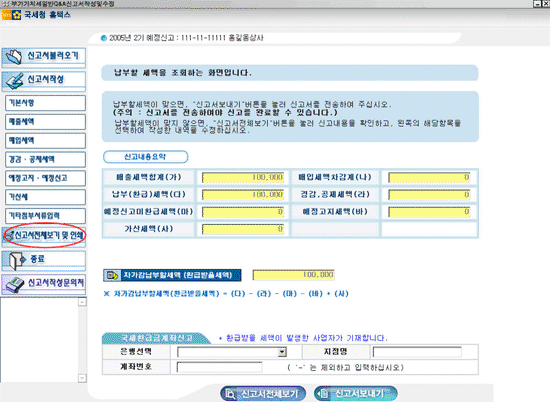 부가가치세일반Q&A신고서작성및수정
국세청 홈택스
2005년 2기 예정신고 : 111-11-11111 홍길동상사
신고서불러오기
신고서작성
기본사항
매출세액
매입세액
경감·공제세액
예정고지·예정신고
가산세
기타첨부서류입력
신고서전체보기 및 인쇄
종료
신고서작성문의처
납부할 세액을 조회하는 화면입니다.
납부할세액이 맞으면, "신고서보내기"버튼을 눌러 신고서를 전송하여 주십시오.
(주의 : 신고서를 전송하여야 신고를 완료할 수 있습니다.)
납부할세액이 맞지 않으면, "신고서전체보기"버튼을 눌러 신고내용을 확인하고, 왼쪽의 해당항목을
선택하여 작성한 내역을 수정하십시오.
신고내용요약
매출세액합계(가) 100,000 매입세액차감계(나) 0
납부(환급)세액(다) 100,000 경감,공제세액(라) 0
예정신고미환급세액(마) 0 예정고지세액(바) 0
가산세액(사) 0
차가감납부할세액 (환급받을세액) 100,000
※ 차가감납부할세액(환급받을세액) = (다) - (라) - (마) - (바) + (사)
국세환급금계좌신고 * 환급받을 세액이 발생한 사업자가 기재합니다.
은행선택 지점명
계좌번호 ( '-' 는 제외하고 입력하십시오)
신고서전체보기 신고서보내기